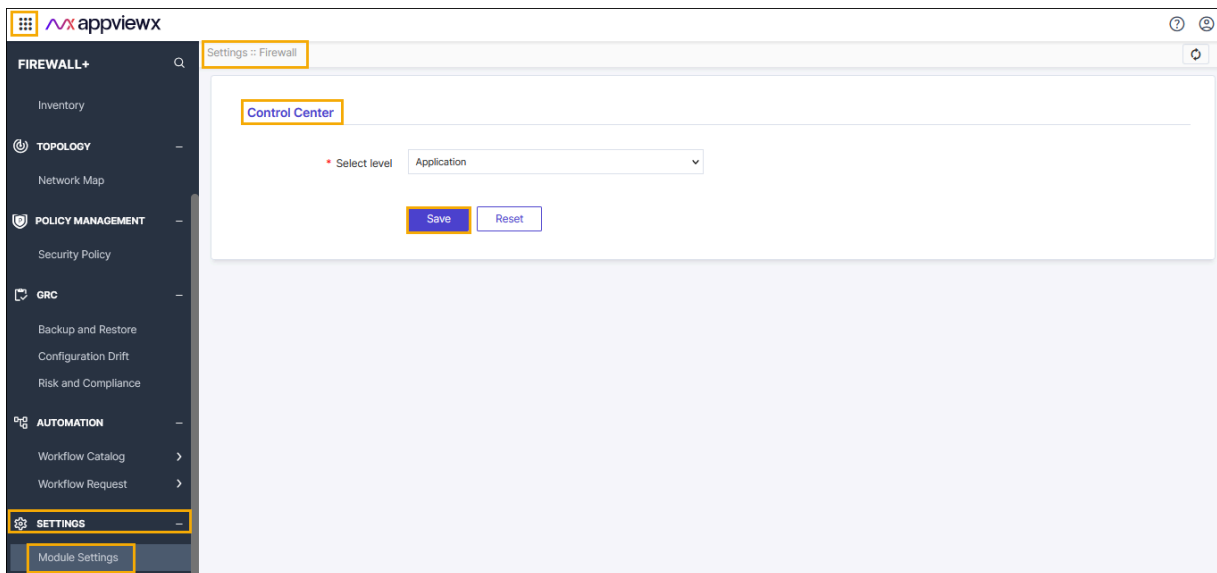 appviewx
FIREWALL+
Inventory
TOPOLOGY
Network Map
POLICY MANAGEMENT
Security Policy
GRC
Backup and Restore
Configuration Drift
Risk and Compliance
AUTOMATION
Workflow Catalog
Workflow Request
SETTINGS
Module Settings
Settings :: Firewall
Control Center
* Select level Application
Save Reset